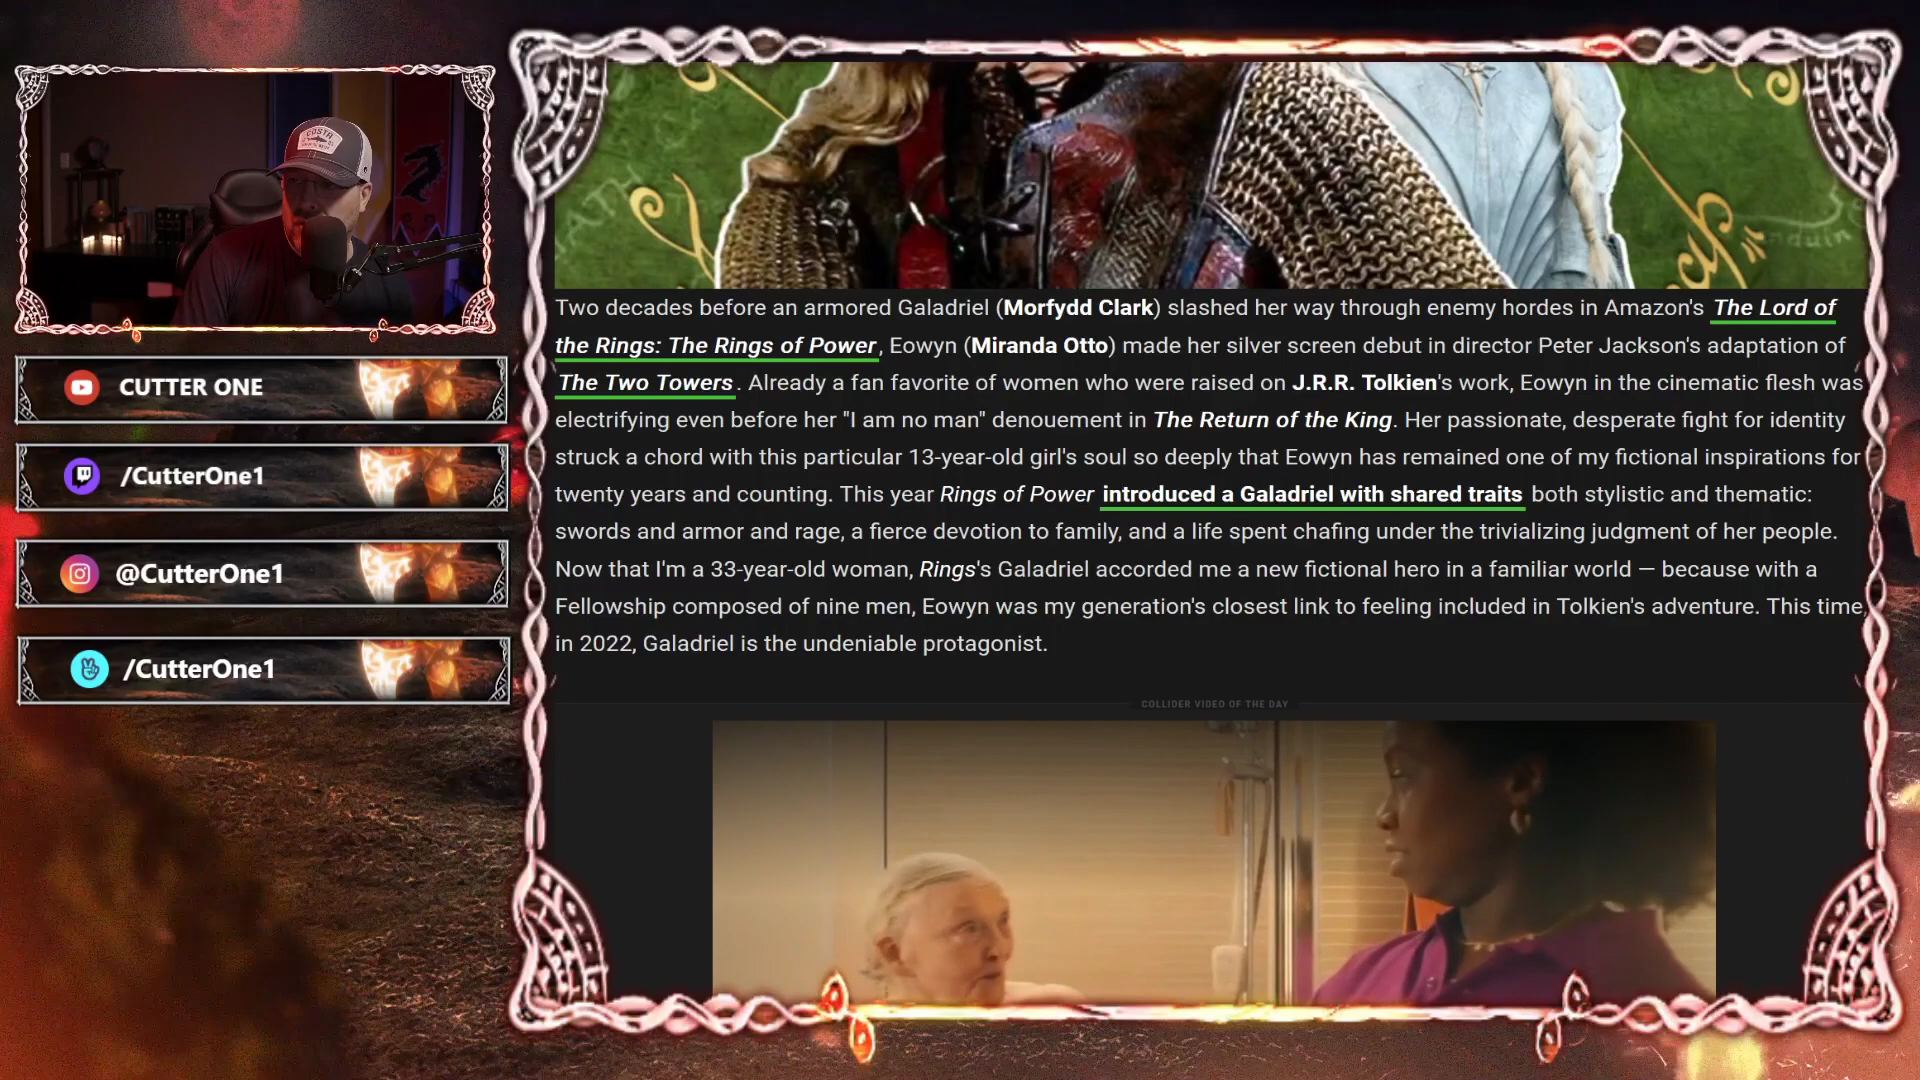 COSTA
CUTTER ONE
/CutterOne1
@CutterOne1
/CutterOne1
Two decades before an armored Galadriel (Morfydd Clark) slashed her way through enemy hordes in Amazon's The Lord of
the Rings: The Rings of Power, Eowyn (Miranda Otto) made her silver screen debut in director Peter Jackson's adaptation of
The Two Towers. Already a fan favorite of women who were raised on J.R.R. Tolkien's work, Eowyn in the cinematic flesh was
electrifying even before her "I am no man" denouement in The Return of the King. Her passionate, desperate fight for identity
struck a chord with this particular 13-year-old girl's soul so deeply that Eowyn has remained one of my fictional inspirations for
twenty years and counting. This year Rings of Power introduced a Galadriel with shared traits both stylistic and thematic:
swords and armor and rage, a fierce devotion to family, and a life spent chafing under the trivializing judgment of her people.
Now that I'm a 33-year-old woman, Rings's Galadriel accorded me a new fictional hero in a familiar world — because with a
Fellowship composed of nine men, Eowyn was my generation's closest link to feeling included in Tolkien's adventure. This time,
in 2022, Galadriel is the undeniable protagonist.
COLLIDER VIDEO OF THE DAY